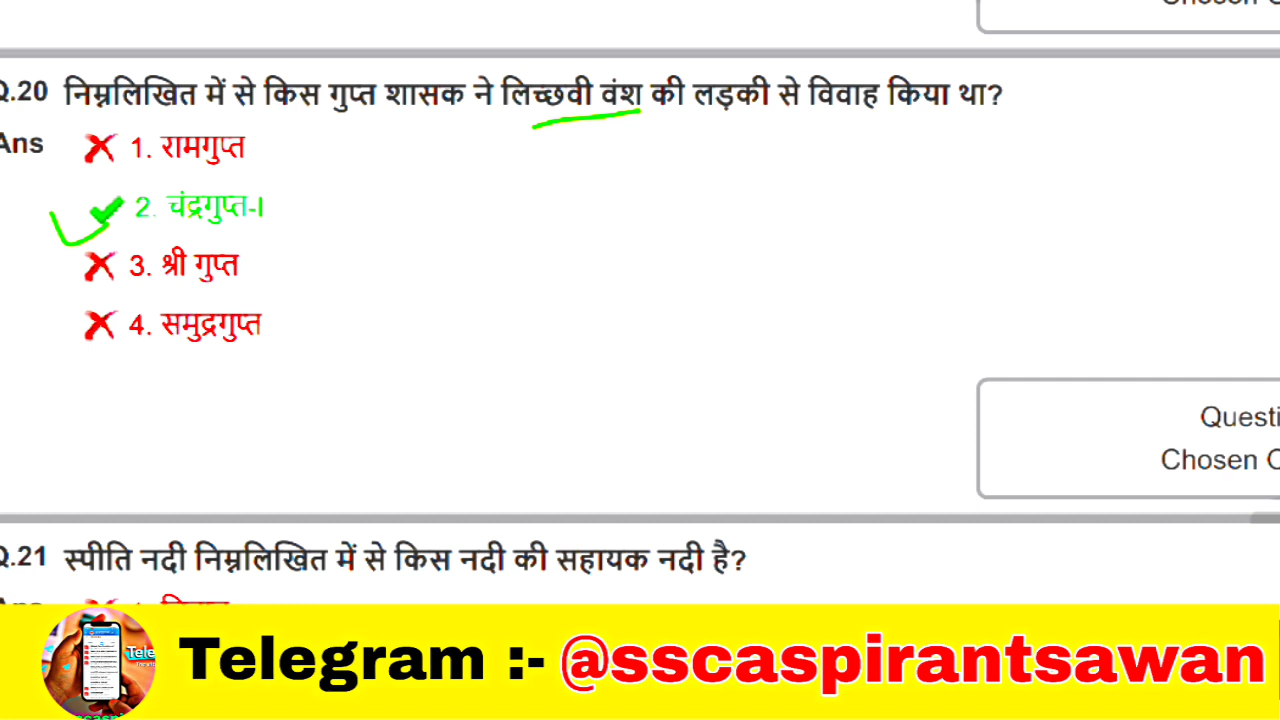 Q.20 निम्नलिखित में से किस गुप्त शासक ने लिच्छवी वंश की लड़की से विवाह किया था?
Ans 1. रामगुप्त
2. चंद्रगुप्त-I
3. श्री गुप्त
4. समुद्रगुप्त
Questi
Chosen
Q.21 स्पीति नदी निम्नलिखित में से किस नदी की सहायक नदी है?
Telegram :- @sscaspirantsawan